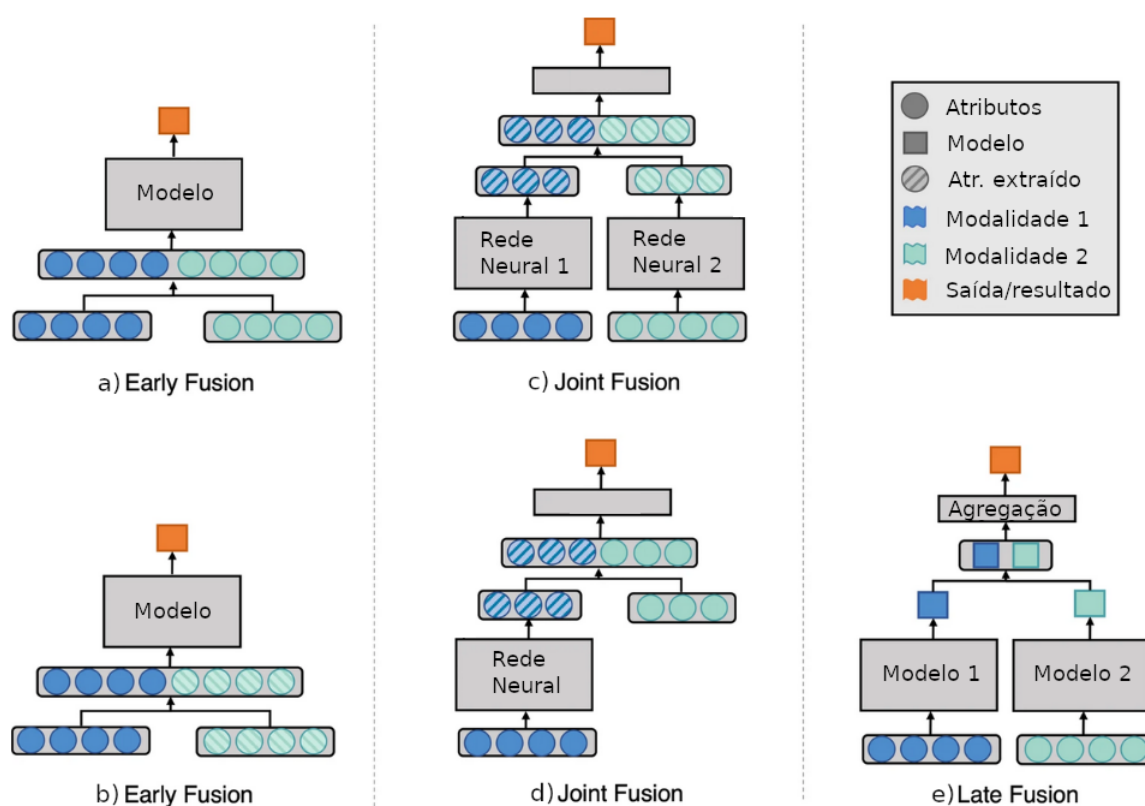 Modelo
a) Early Fusion
Rede
Neural 1
Rede
Neural 2
c) Joint Fusion
Atributos
Modelo
Atr. extraído
Modalidade 1
Modalidade 2
Saída/resultado
Modelo
b) Early Fusion
Rede
Neural
d) Joint Fusion
Agregação
Modelo 1
Modelo 2
e) Late Fusion